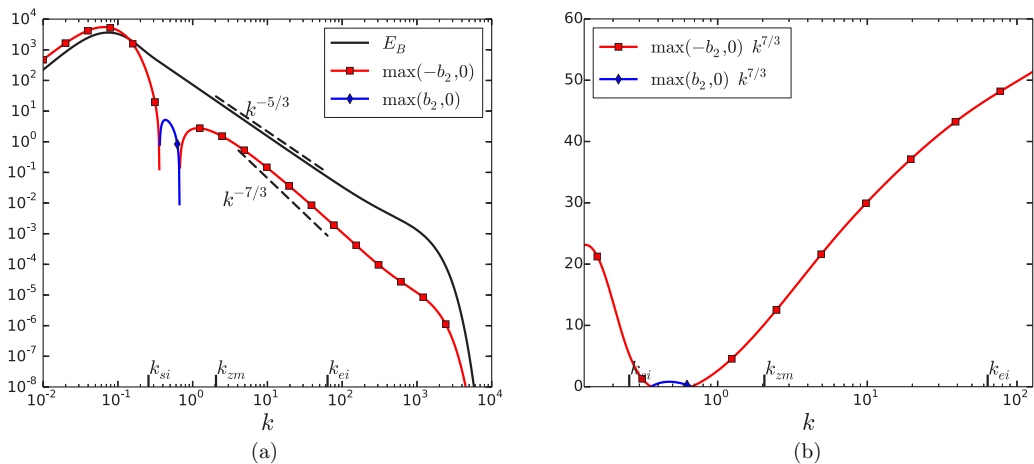 10^4
10^3
10^2
10^1
10^0
10^-1
10^-2
10^-3
10^-4
10^-5
10^-6
10^-7
10^-8
E_B
max(-b_2,0)
max(b_2,0)
k^-5/3
k^-7/3
k_si
k_zm
k_ei
10^-2 10^-1 10^0 10^1 10^2 10^3 10^4
k
(a)
60
50
40
30
20
10
0
max(-b_2,0) k^7/3
max(b_2,0) k^7/3
k_si
k_zm
k_ei
10^0 10^1 10^2
k
(b)